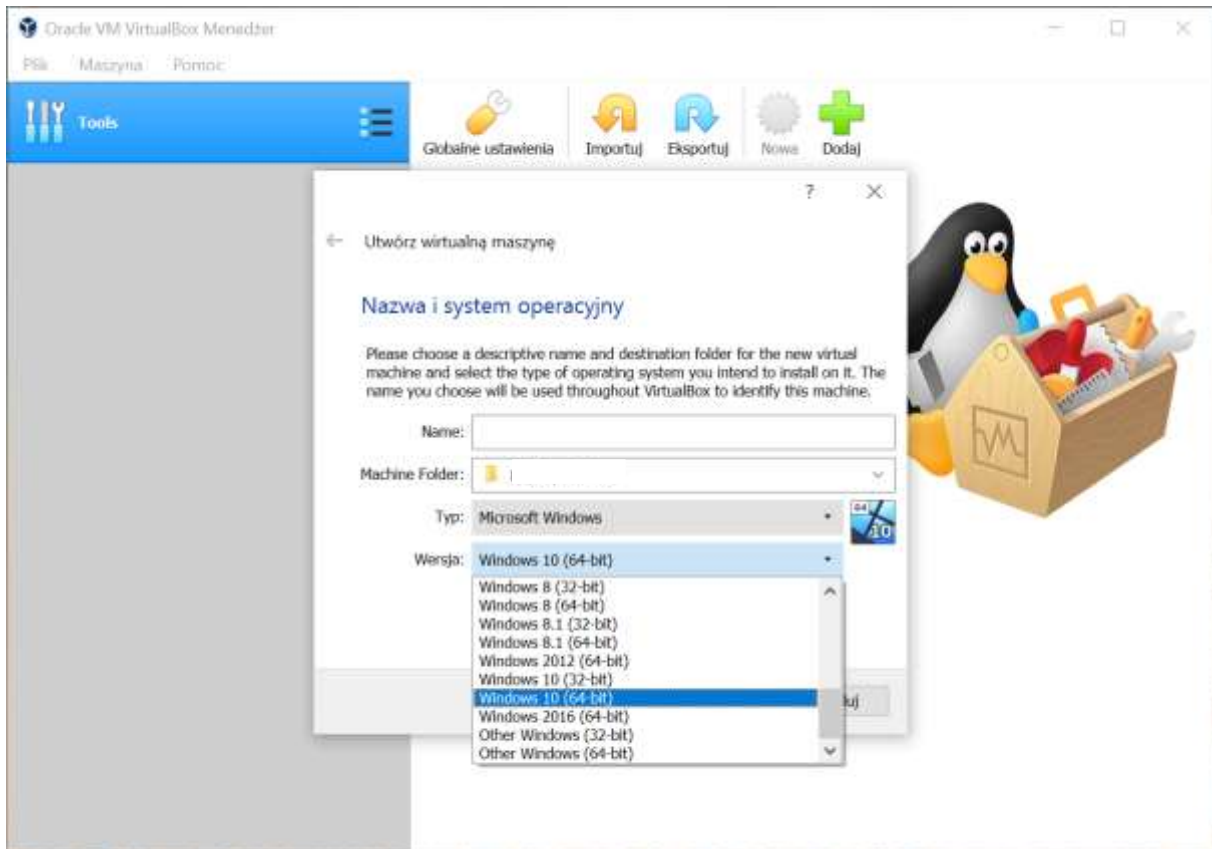 Oracle VM VirtualBox Menedżer
Plik Maszyna Pomoc
Tools
Globalne ustawienia Importuj Eksportuj Nowa Dodaj
?
Utwórz wirtualną maszynę
Nazwa i system operacyjny
Please choose a descriptive name and destination folder for the new virtual
machine and select the type of operating system you intend to install on it. The
name you choose will be used throughout VirtualBox to identify this machine.
Name:
Machine Folder:
Typ: Microsoft Windows
64
10
Wersja: Windows 10 (64-bit)
Windows 8 (32-bit)
Windows 8 (64-bit)
Windows 8.1 (32-bit)
Windows 8.1 (64-bit)
Windows 2012 (64-bit)
Windows 10 (32-bit)
Windows 10 (64-bit)
Windows 2016 (64-bit)
Other Windows (32-bit)
Other Windows (64-bit)